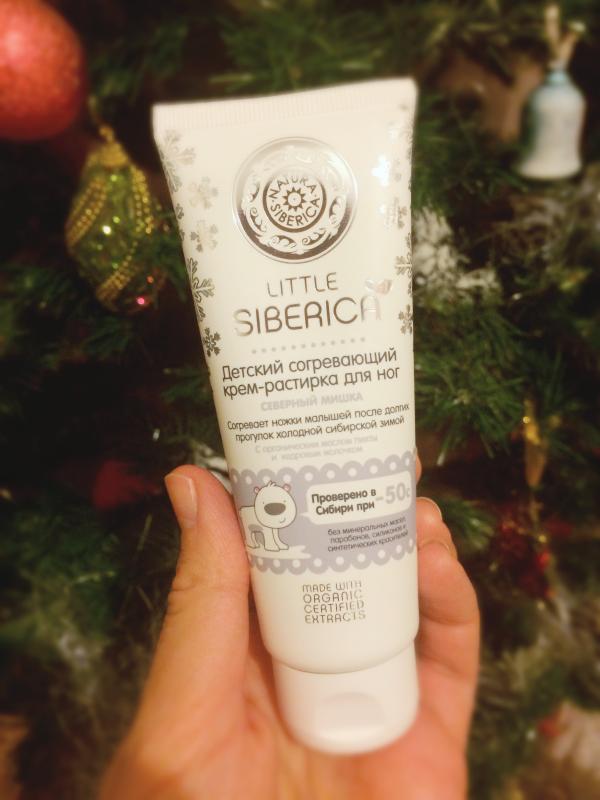 NATURA
SIBERICA
LITTLE
SIBERICA
Детский согревающий
крем-растирка для ног
СЕВЕРНЫЙ МИШКА
Согревает ножки малышей после долгих
прогулок холодной сибирской зимой
С органическим маслом пихты
и кедровым молочком
Проверено в
Сибири при -50c
без минеральных масел,
парабенов, силиконов и
синтетических красителей
MADE WITH
ORGANIC
CERTIFIED
EXTRACTS